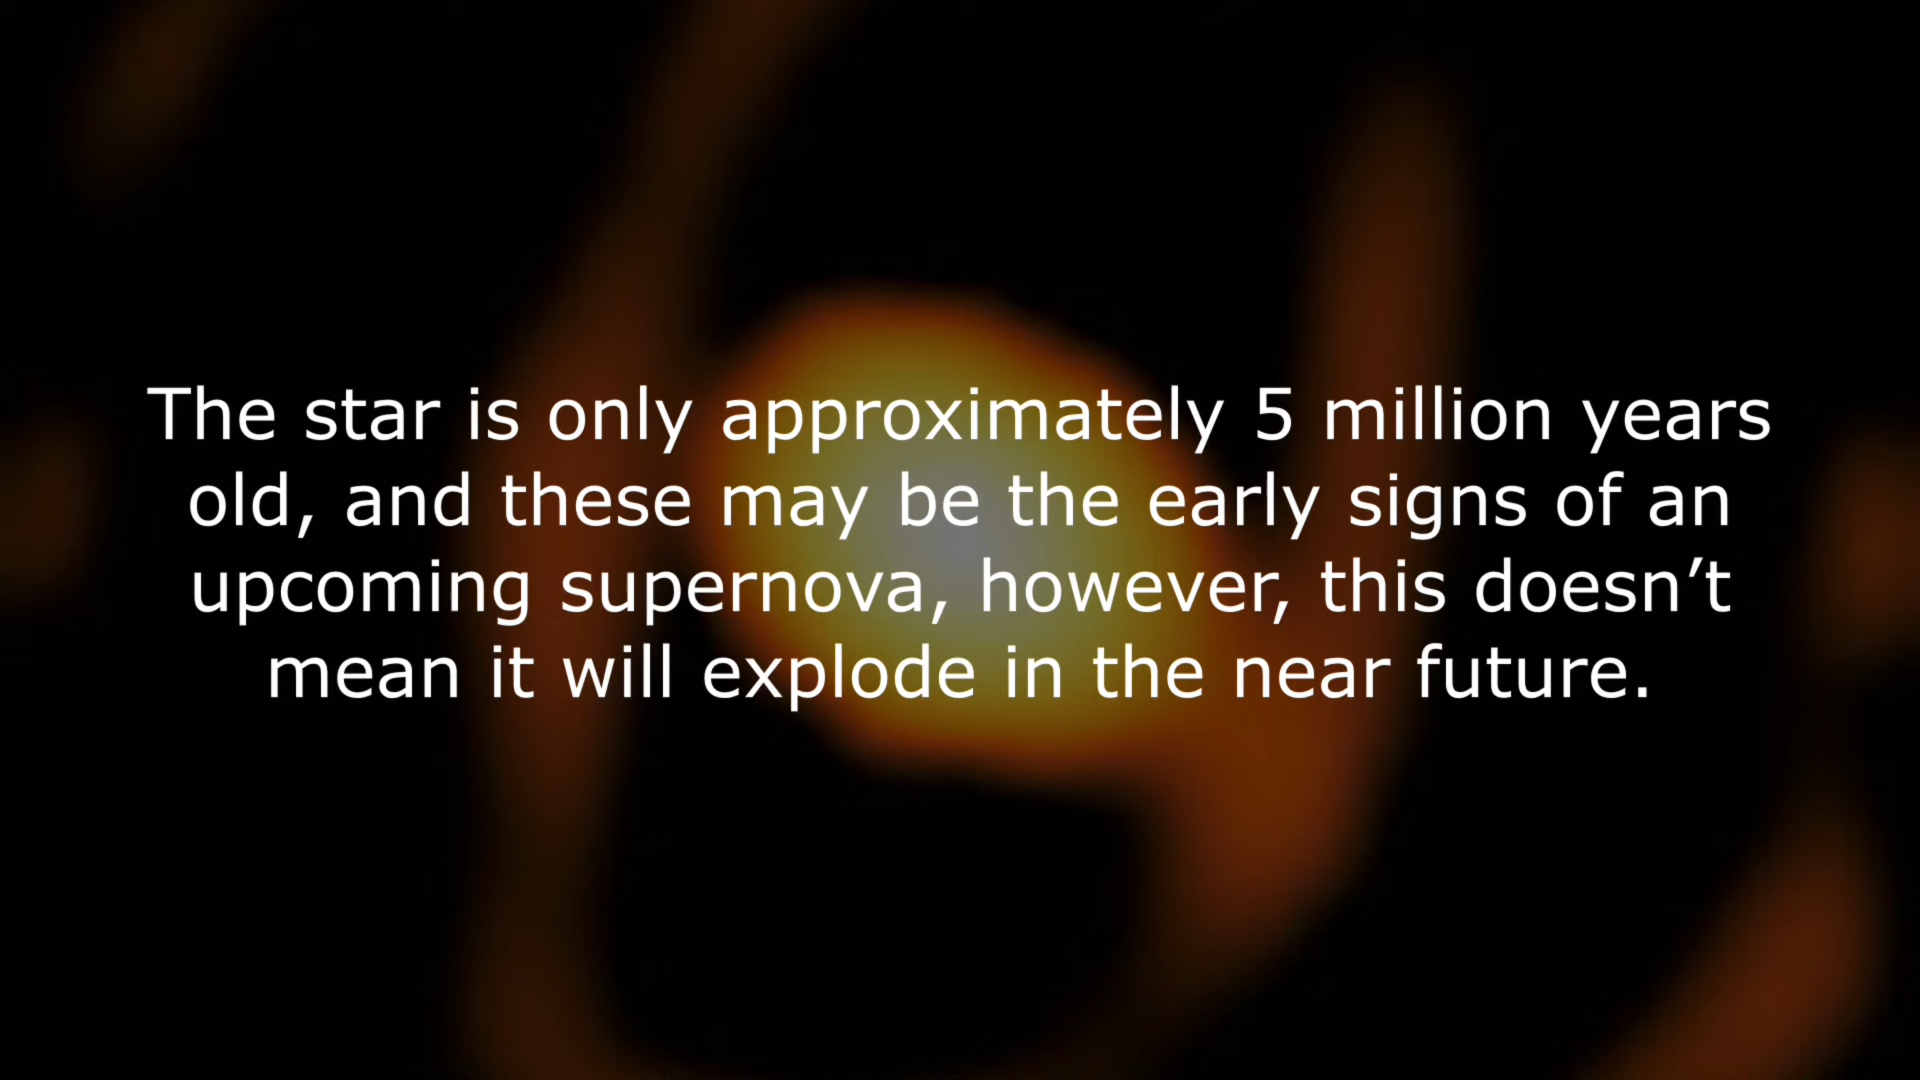 The star is only approximately 5 million years
old, and these may be the early signs of an
upcoming supernova, however, this doesn’t
mean it will explode in the near future.